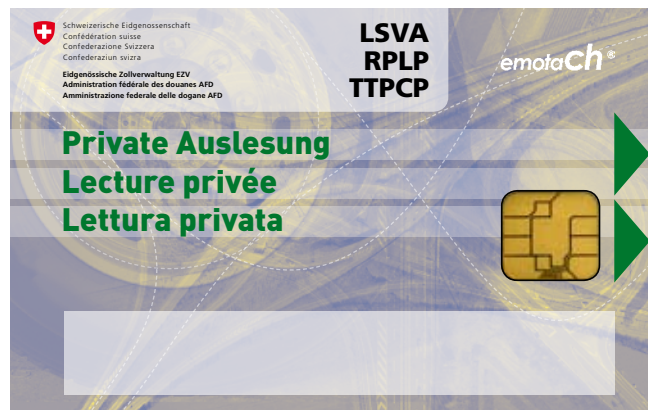 Schweizerische Eidgenossenschaft
Confédération suisse
Confederazione Svizzera
Confederaziun svizra
Eidgenössische Zollverwaltung EZV
Administration fédérale des douanes AFD
Amministrazione federale delle dogane AFD
LSVA
RPLP
TTPCP
emotach®
Private Auslesung
Lecture privée
Lettura privata